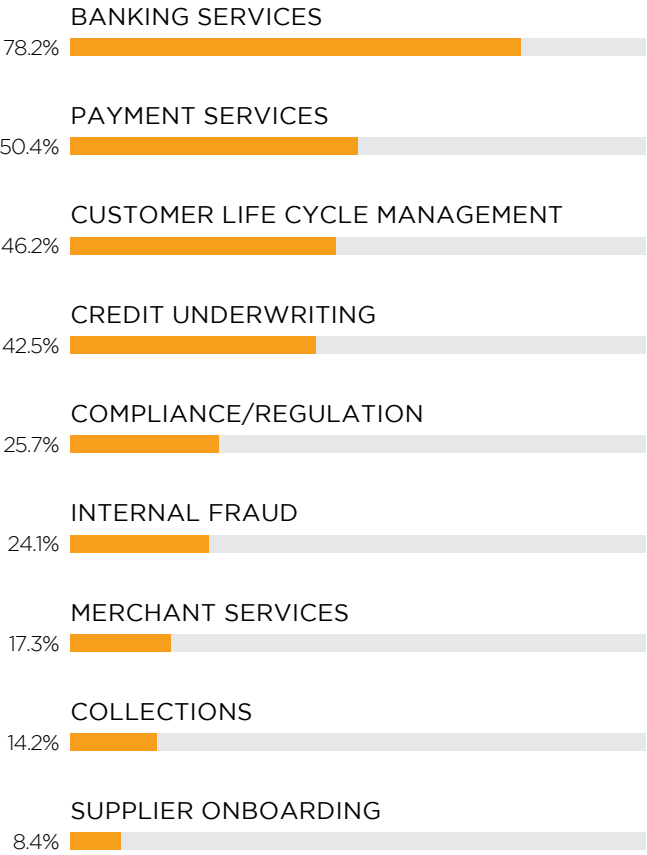 BANKING SERVICES
78.2%
PAYMENT SERVICES
50.4%
CUSTOMER LIFE CYCLE MANAGEMENT
46.2%
CREDIT UNDERWRITING
42.5%
COMPLIANCE/REGULATION
25.7%
INTERNAL FRAUD
24.1%
MERCHANT SERVICES
17.3%
COLLECTIONS
14.2%
SUPPLIER ONBOARDING
8.4%